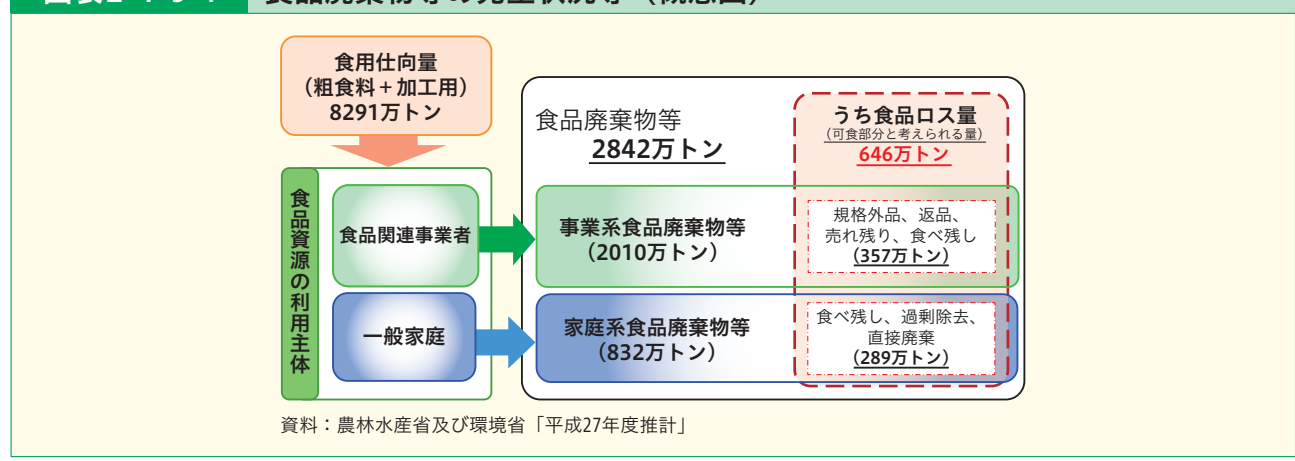 食用仕向量
(粗食料+加工用)
8291万トン
食品資源の利用主体
食品関連事業者
一般家庭
食品廃棄物等
2842万トン
うち食品ロス量
(可食部分と考えられる量)
646万トン
事業系食品廃棄物等
(2010万トン)
規格外品、返品、
売れ残り、食べ残し
(357万トン)
家庭系食品廃棄物等
(832万トン)
食べ残し、過剰除去、
直接廃棄
(289万トン)
資料:農林水産省及び環境省「平成27年度推計」